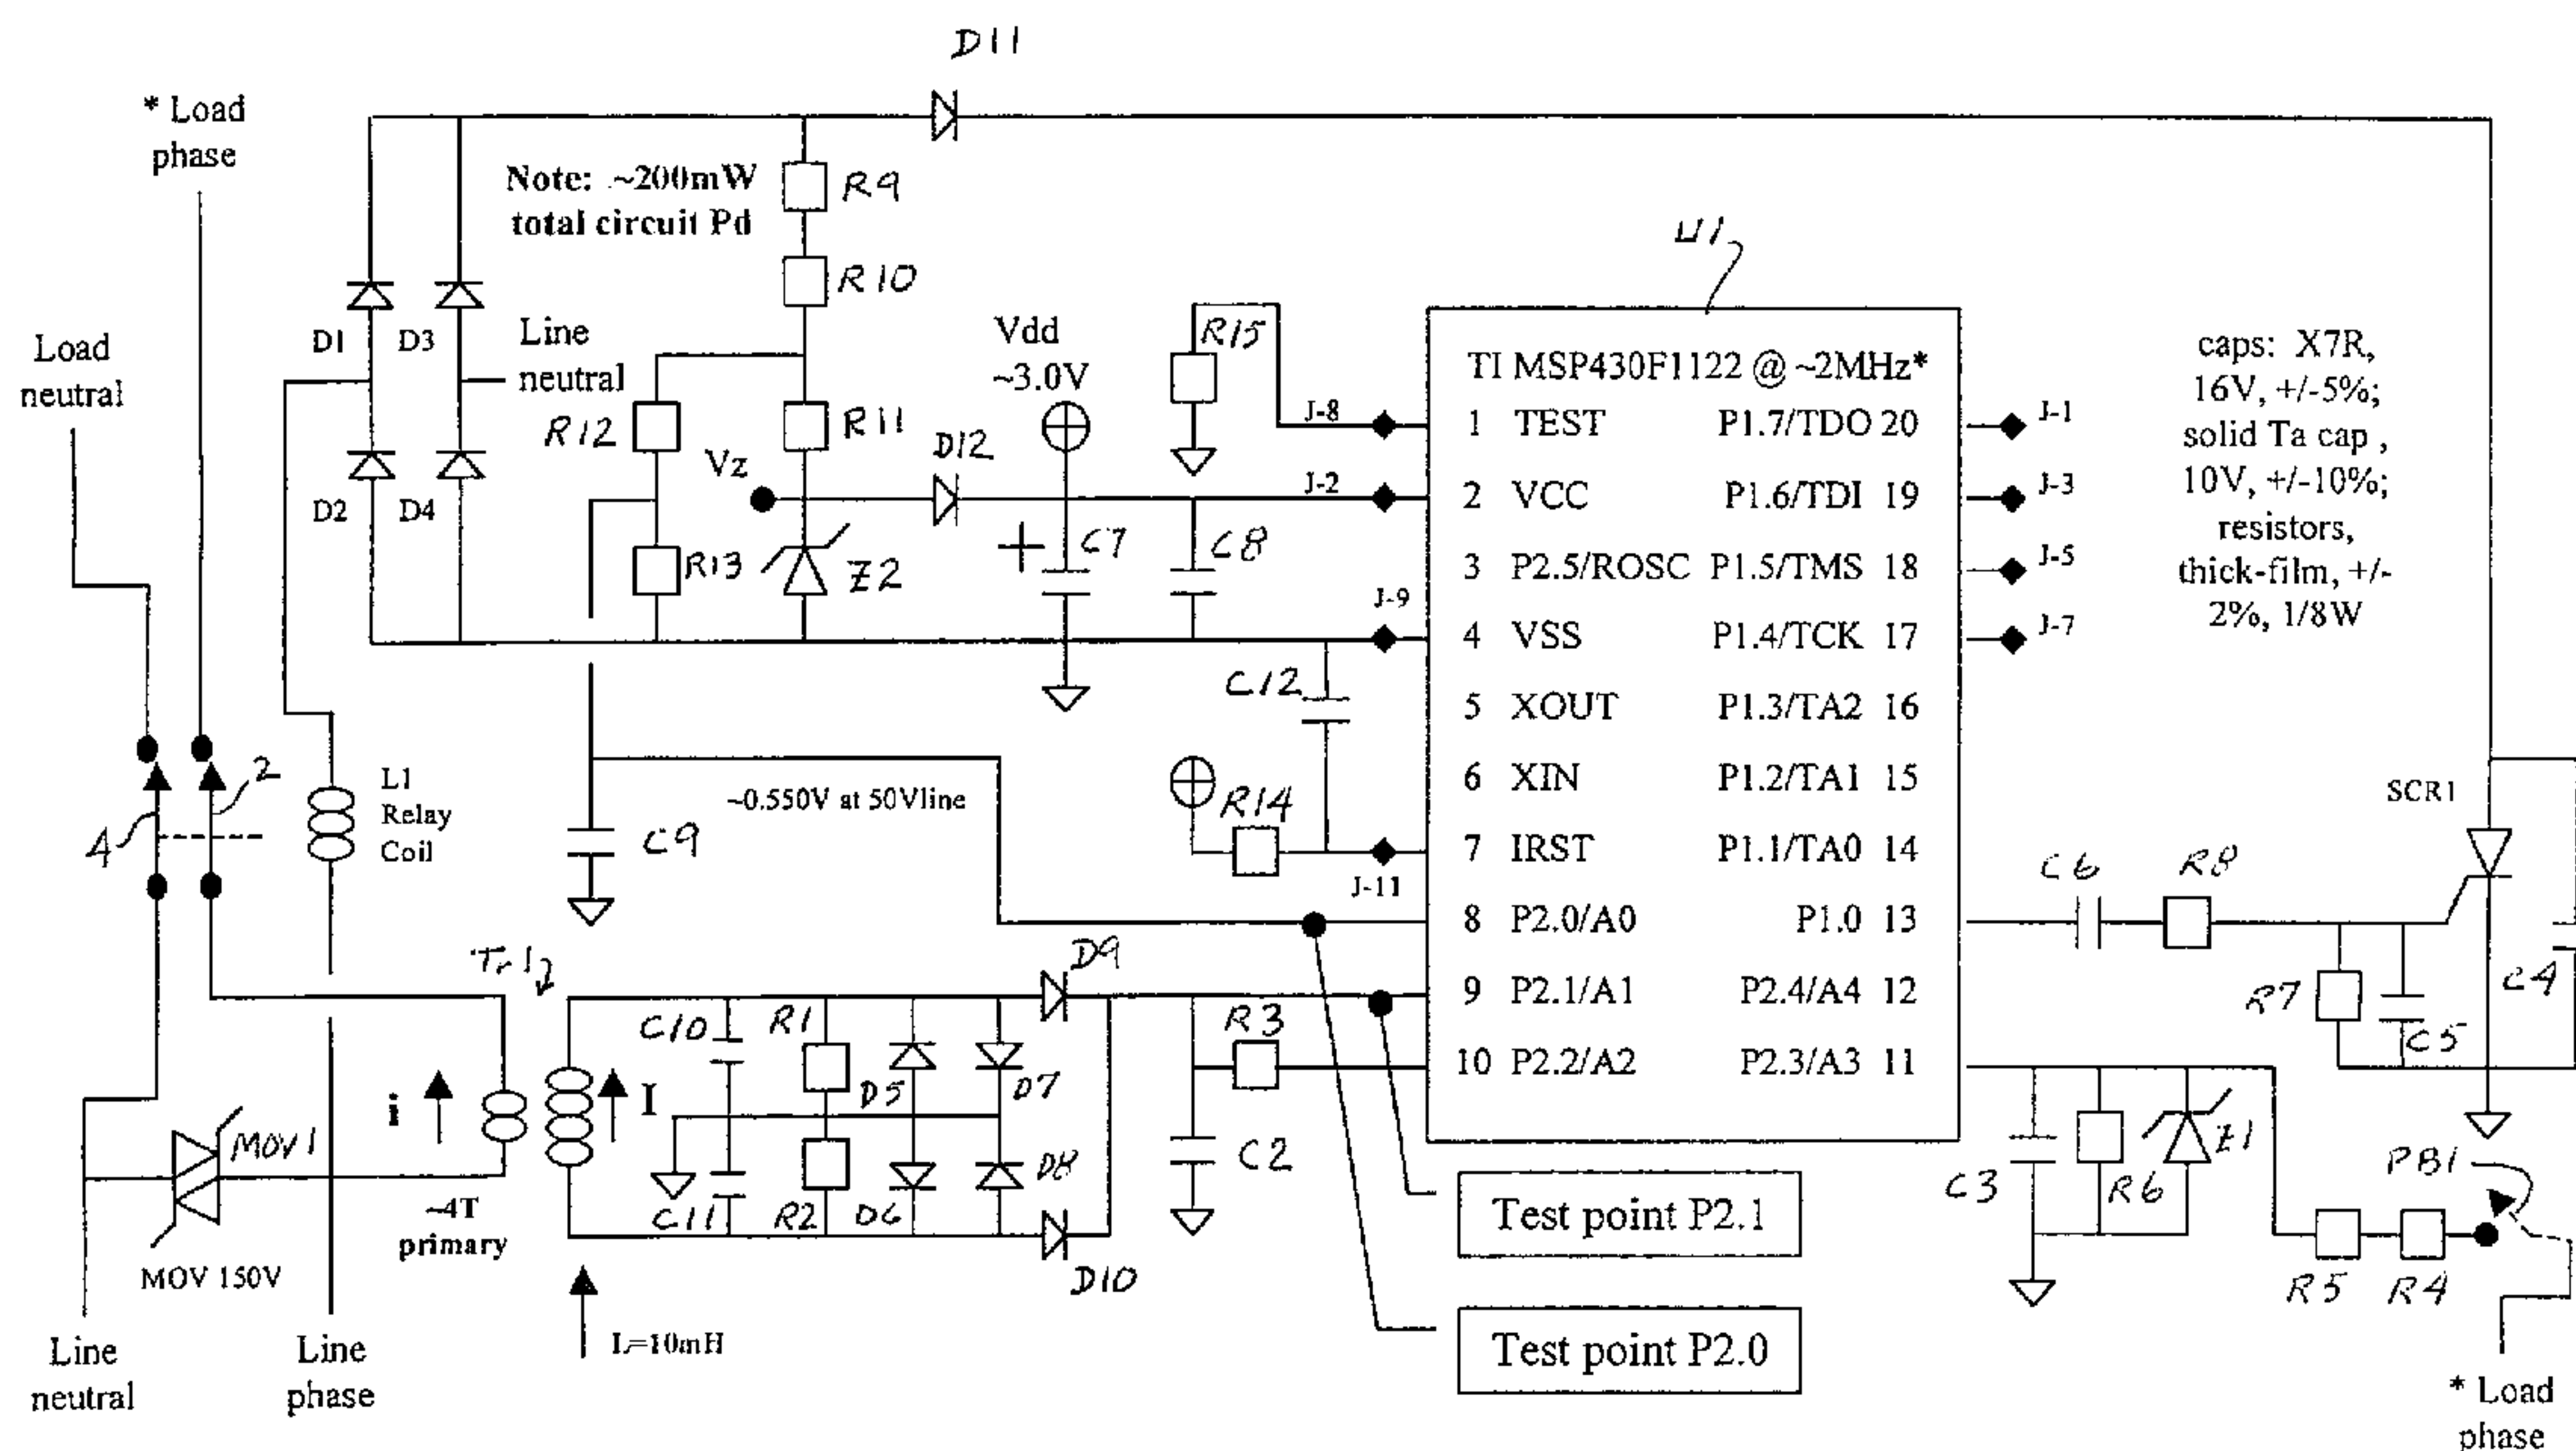 D11
* Load
phase
Note: ~200mW
total circuit Pd
R9
R10
U1
Load
neutral
D1
D3
Line
neutral
Vdd
~3.0V
R15
R12
R11
Vz
D12
D2
D4
R13
Z2
C7
C8
+
J-8
J-2
J-9
C12
R14
J-11
TI MSP430F1122 @ ~2MHz*
1 TEST P1.7/TDO 20
2 VCC P1.6/TDI 19
3 P2.5/ROSC P1.5/TMS 18
4 VSS P1.4/TCK 17
5 XOUT P1.3/TA2 16
6 XIN P1.2/TA1 15
7 IRST P1.1/TA0 14
8 P2.0/A0 P1.0 13
9 P2.1/A1 P2.4/A4 12
10 P2.2/A2 P2.3/A3 11
J-1
J-3
J-5
J-7
caps: X7R,
16V, +/-5%;
solid Ta cap ,
10V, +/-10%;
resistors,
thick-film, +/-
2%, 1/8W
2
4
L1
Relay
Coil
~0.550V at 50Vline
C9
SCR1
C6
R8
R7
C5
C4
Tr1
D9
C10
R1
D5
D7
R3
i
I
MOV1
C11
R2
D6
D8
C2
D10
~4T
primary
MOV 150V
L=10mH
Line
neutral
Line
phase
Test point P2.1
Test point P2.0
C3
R6
Z1
PB1
R5
R4
* Load
phase